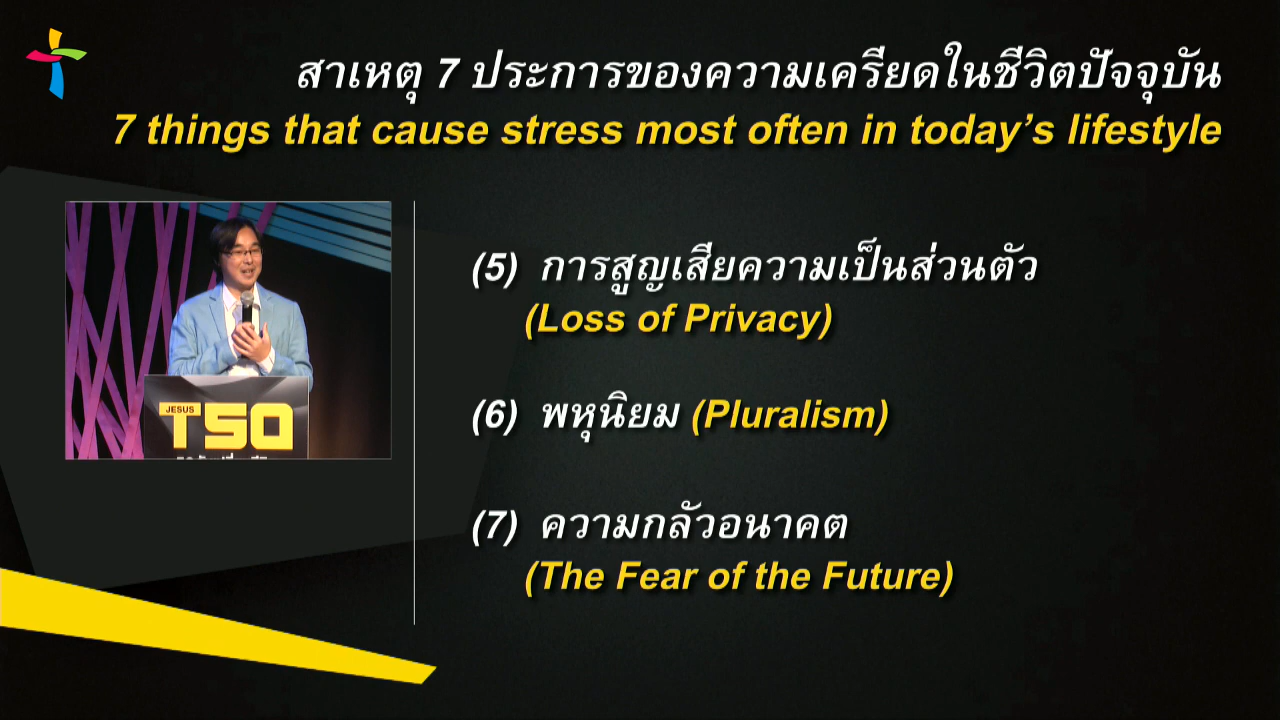 สาเหตุ 7 ประการของความเครียดในชีวิตปัจจุบัน
7 things that cause stress most often in today’s lifestyle
(5) การสูญเสียความเป็นส่วนตัว
(Loss of Privacy)
(6) พหุนิยม (Pluralism)
(7) ความกลัวอนาคต
(The Fear of the Future)
JESUS
T50